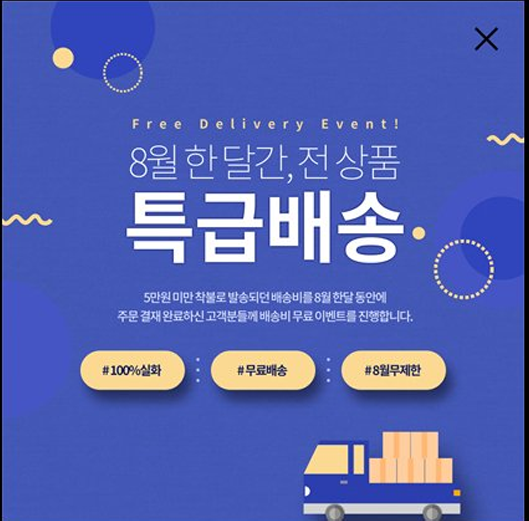 Free Delivery Event!
8월 한 달간, 전 상품
특급배송
5만원 미만 착불로 발송되던 배송비를 8월 한달 동안에
주문 결재 완료하신 고객분들께 배송비 무료 이벤트를 진행합니다.
#100%실화 #무료배송 #8월무제한